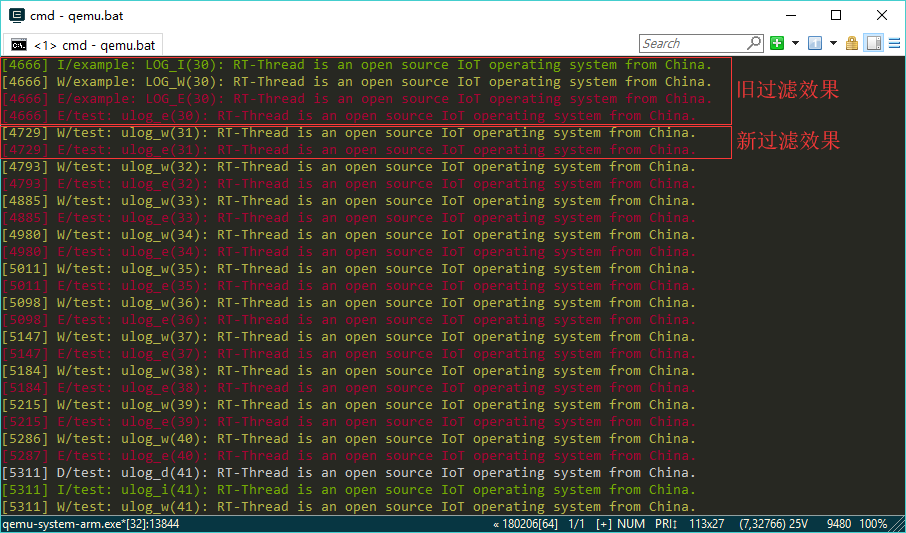 cmd - qemu.bat
<1> cmd - qemu.bat
Search
[4666] I/example: LOG_I(30): RT-Thread is an open source IoT operating system from China.
[4666] W/example: LOG_W(30): RT-Thread is an open source IoT operating system from China.
旧过滤效果
[4666] E/example: LOG_E(30): RT-Thread is an open source IoT operating system from China.
[4666] E/test: ulog_e(30): RT-Thread is an open source IoT operating system from China.
[4729] W/test: ulog_w(31): RT-Thread is an open source IoT operating system from China.
新过滤效果
[4729] E/test: ulog_e(31): RT-Thread is an open source IoT operating system from China.
[4793] W/test: ulog_w(32): RT-Thread is an open source IoT operating system from China.
[4793] E/test: ulog_e(32): RT-Thread is an open source IoT operating system from China.
[4885] W/test: ulog_w(33): RT-Thread is an open source IoT operating system from China.
[4885] E/test: ulog_e(33): RT-Thread is an open source IoT operating system from China.
[4980] W/test: ulog_w(34): RT-Thread is an open source IoT operating system from China.
[4980] E/test: ulog_e(34): RT-Thread is an open source IoT operating system from China.
[5011] W/test: ulog_w(35): RT-Thread is an open source IoT operating system from China.
[5011] E/test: ulog_e(35): RT-Thread is an open source IoT operating system from China.
[5098] W/test: ulog_w(36): RT-Thread is an open source IoT operating system from China.
[5098] E/test: ulog_e(36): RT-Thread is an open source IoT operating system from China.
[5147] W/test: ulog_w(37): RT-Thread is an open source IoT operating system from China.
[5147] E/test: ulog_e(37): RT-Thread is an open source IoT operating system from China.
[5184] W/test: ulog_w(38): RT-Thread is an open source IoT operating system from China.
[5184] E/test: ulog_e(38): RT-Thread is an open source IoT operating system from China.
[5215] W/test: ulog_w(39): RT-Thread is an open source IoT operating system from China.
[5215] E/test: ulog_e(39): RT-Thread is an open source IoT operating system from China.
[5286] W/test: ulog_w(40): RT-Thread is an open source IoT operating system from China.
[5287] E/test: ulog_e(40): RT-Thread is an open source IoT operating system from China.
[5311] D/test: ulog_d(41): RT-Thread is an open source IoT operating system from China.
[5311] I/test: ulog_i(41): RT-Thread is an open source IoT operating system from China.
[5311] W/test: ulog_w(41): RT-Thread is an open source IoT operating system from China.
qemu-system-arm.exe*[32]:13844 « 180206[64] 1/1 [+] NUM PRI↕ 113x27 (7,32766) 25V 9480 100%